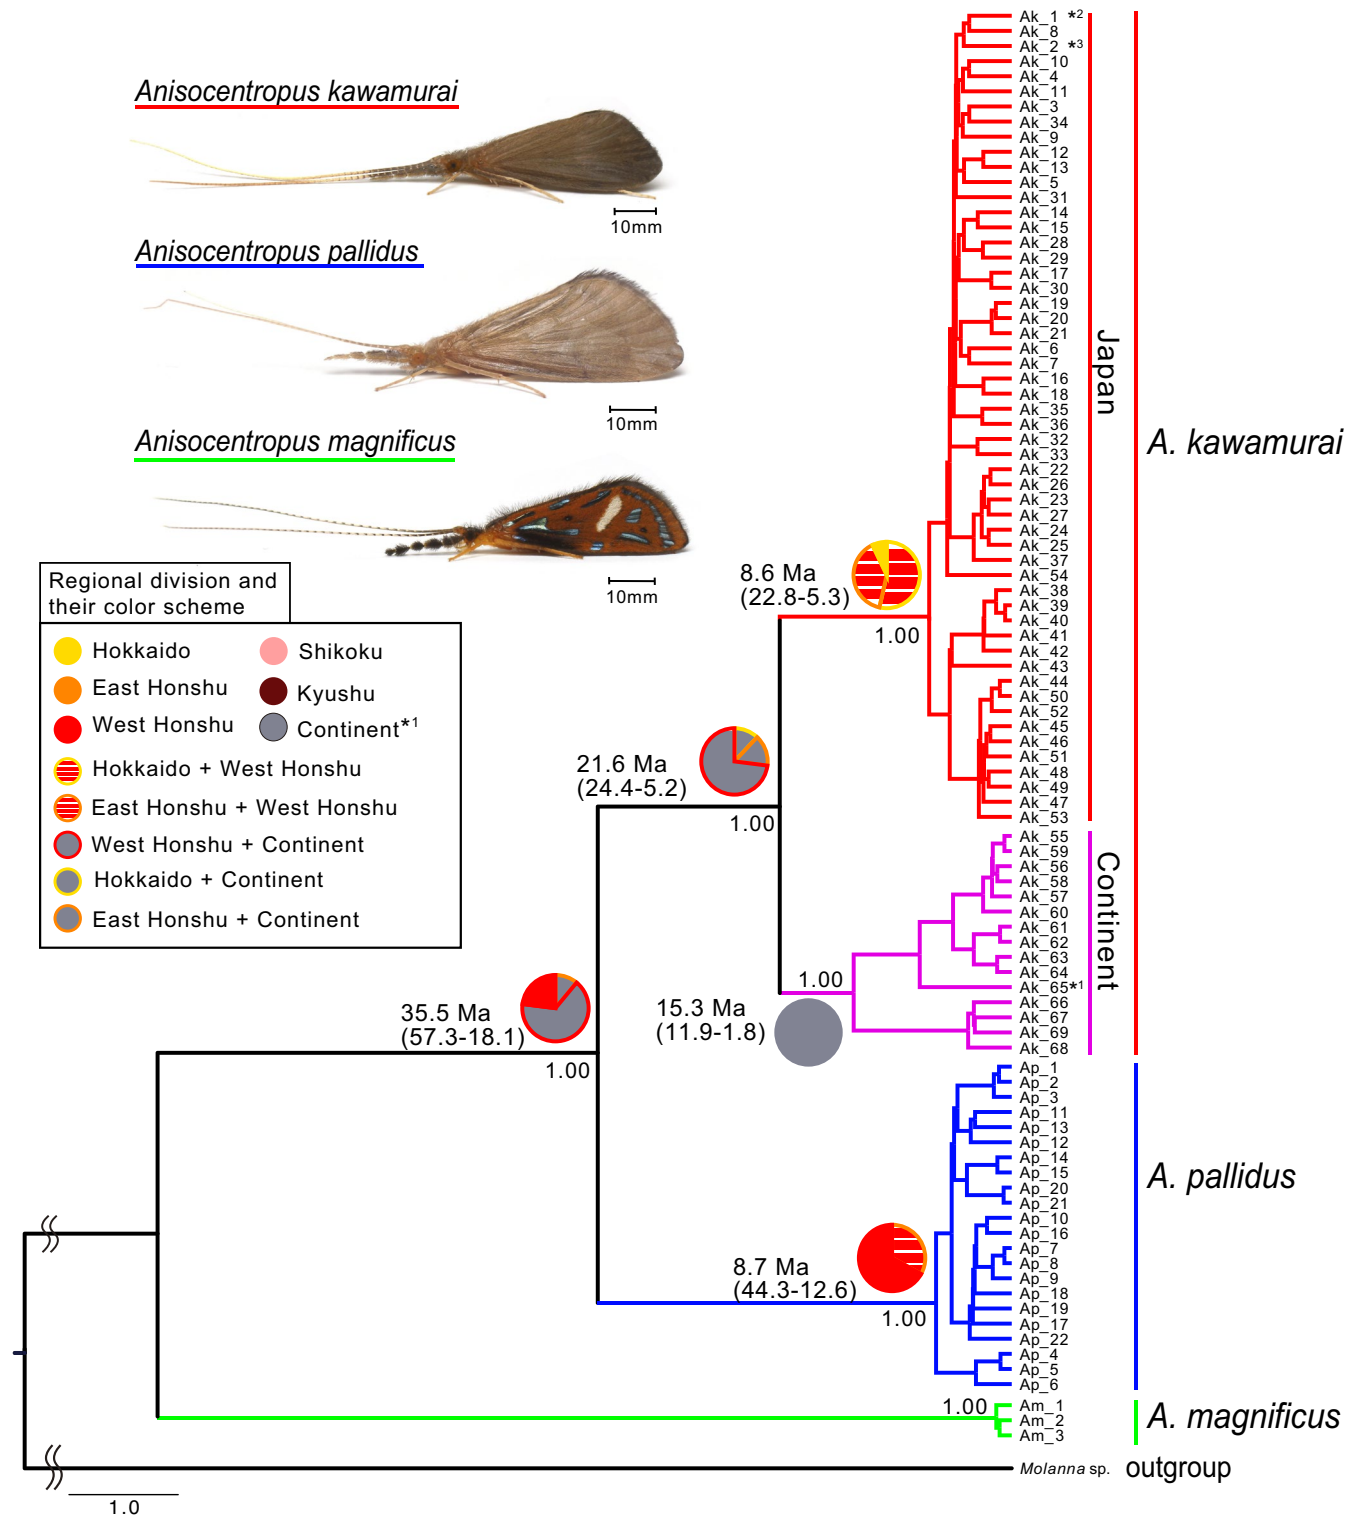 Anisocentropus kawamurai
10mm
Anisocentropus pallidus
10mm
Anisocentropus magnificus
10mm
Regional division and
their color scheme
Hokkaido
East Honshu
West Honshu
Shikoku
Kyushu
Continent*1
Hokkaido + West Honshu
East Honshu + West Honshu
West Honshu + Continent
Hokkaido + Continent
East Honshu + Continent
8.6 Ma
(22.8-5.3)
1.00
21.6 Ma
(24.4-5.2)
1.00
1.00
15.3 Ma
(11.9-1.8)
35.5 Ma
(57.3-18.1)
1.00
8.7 Ma
(44.3-12.6)
1.00
1.00
1.0
Ak_1 *2
Ak_8
Ak_2 *3
Ak_10
Ak_4
Ak_11
Ak_3
Ak_34
Ak_9
Ak_12
Ak_13
Ak_5
Ak_31
Ak_14
Ak_15
Ak_28
Ak_29
Ak_17
Ak_30
Ak_19
Ak_20
Ak_21
Ak_6
Ak_7
Ak_16
Ak_18
Ak_35
Ak_36
Ak_32
Ak_33
Ak_22
Ak_26
Ak_23
Ak_27
Ak_24
Ak_25
Ak_37
Ak_54
Ak_38
Ak_39
Ak_40
Ak_41
Ak_42
Ak_43
Ak_44
Ak_50
Ak_52
Ak_45
Ak_46
Ak_51
Ak_48
Ak_49
Ak_47
Ak_53
Ak_55
Ak_59
Ak_56
Ak_58
Ak_57
Ak_60
Ak_61
Ak_62
Ak_63
Ak_64
Ak_65*1
Ak_66
Ak_67
Ak_69
Ak_68
Ap_1
Ap_2
Ap_3
Ap_11
Ap_13
Ap_12
Ap_14
Ap_15
Ap_20
Ap_21
Ap_10
Ap_16
Ap_7
Ap_8
Ap_9
Ap_18
Ap_19
Ap_17
Ap_22
Ap_4
Ap_5
Ap_6
Am_1
Am_2
Am_3
Molanna sp. outgroup
Japan
Continent
A. kawamurai
A. pallidus
A. magnificus